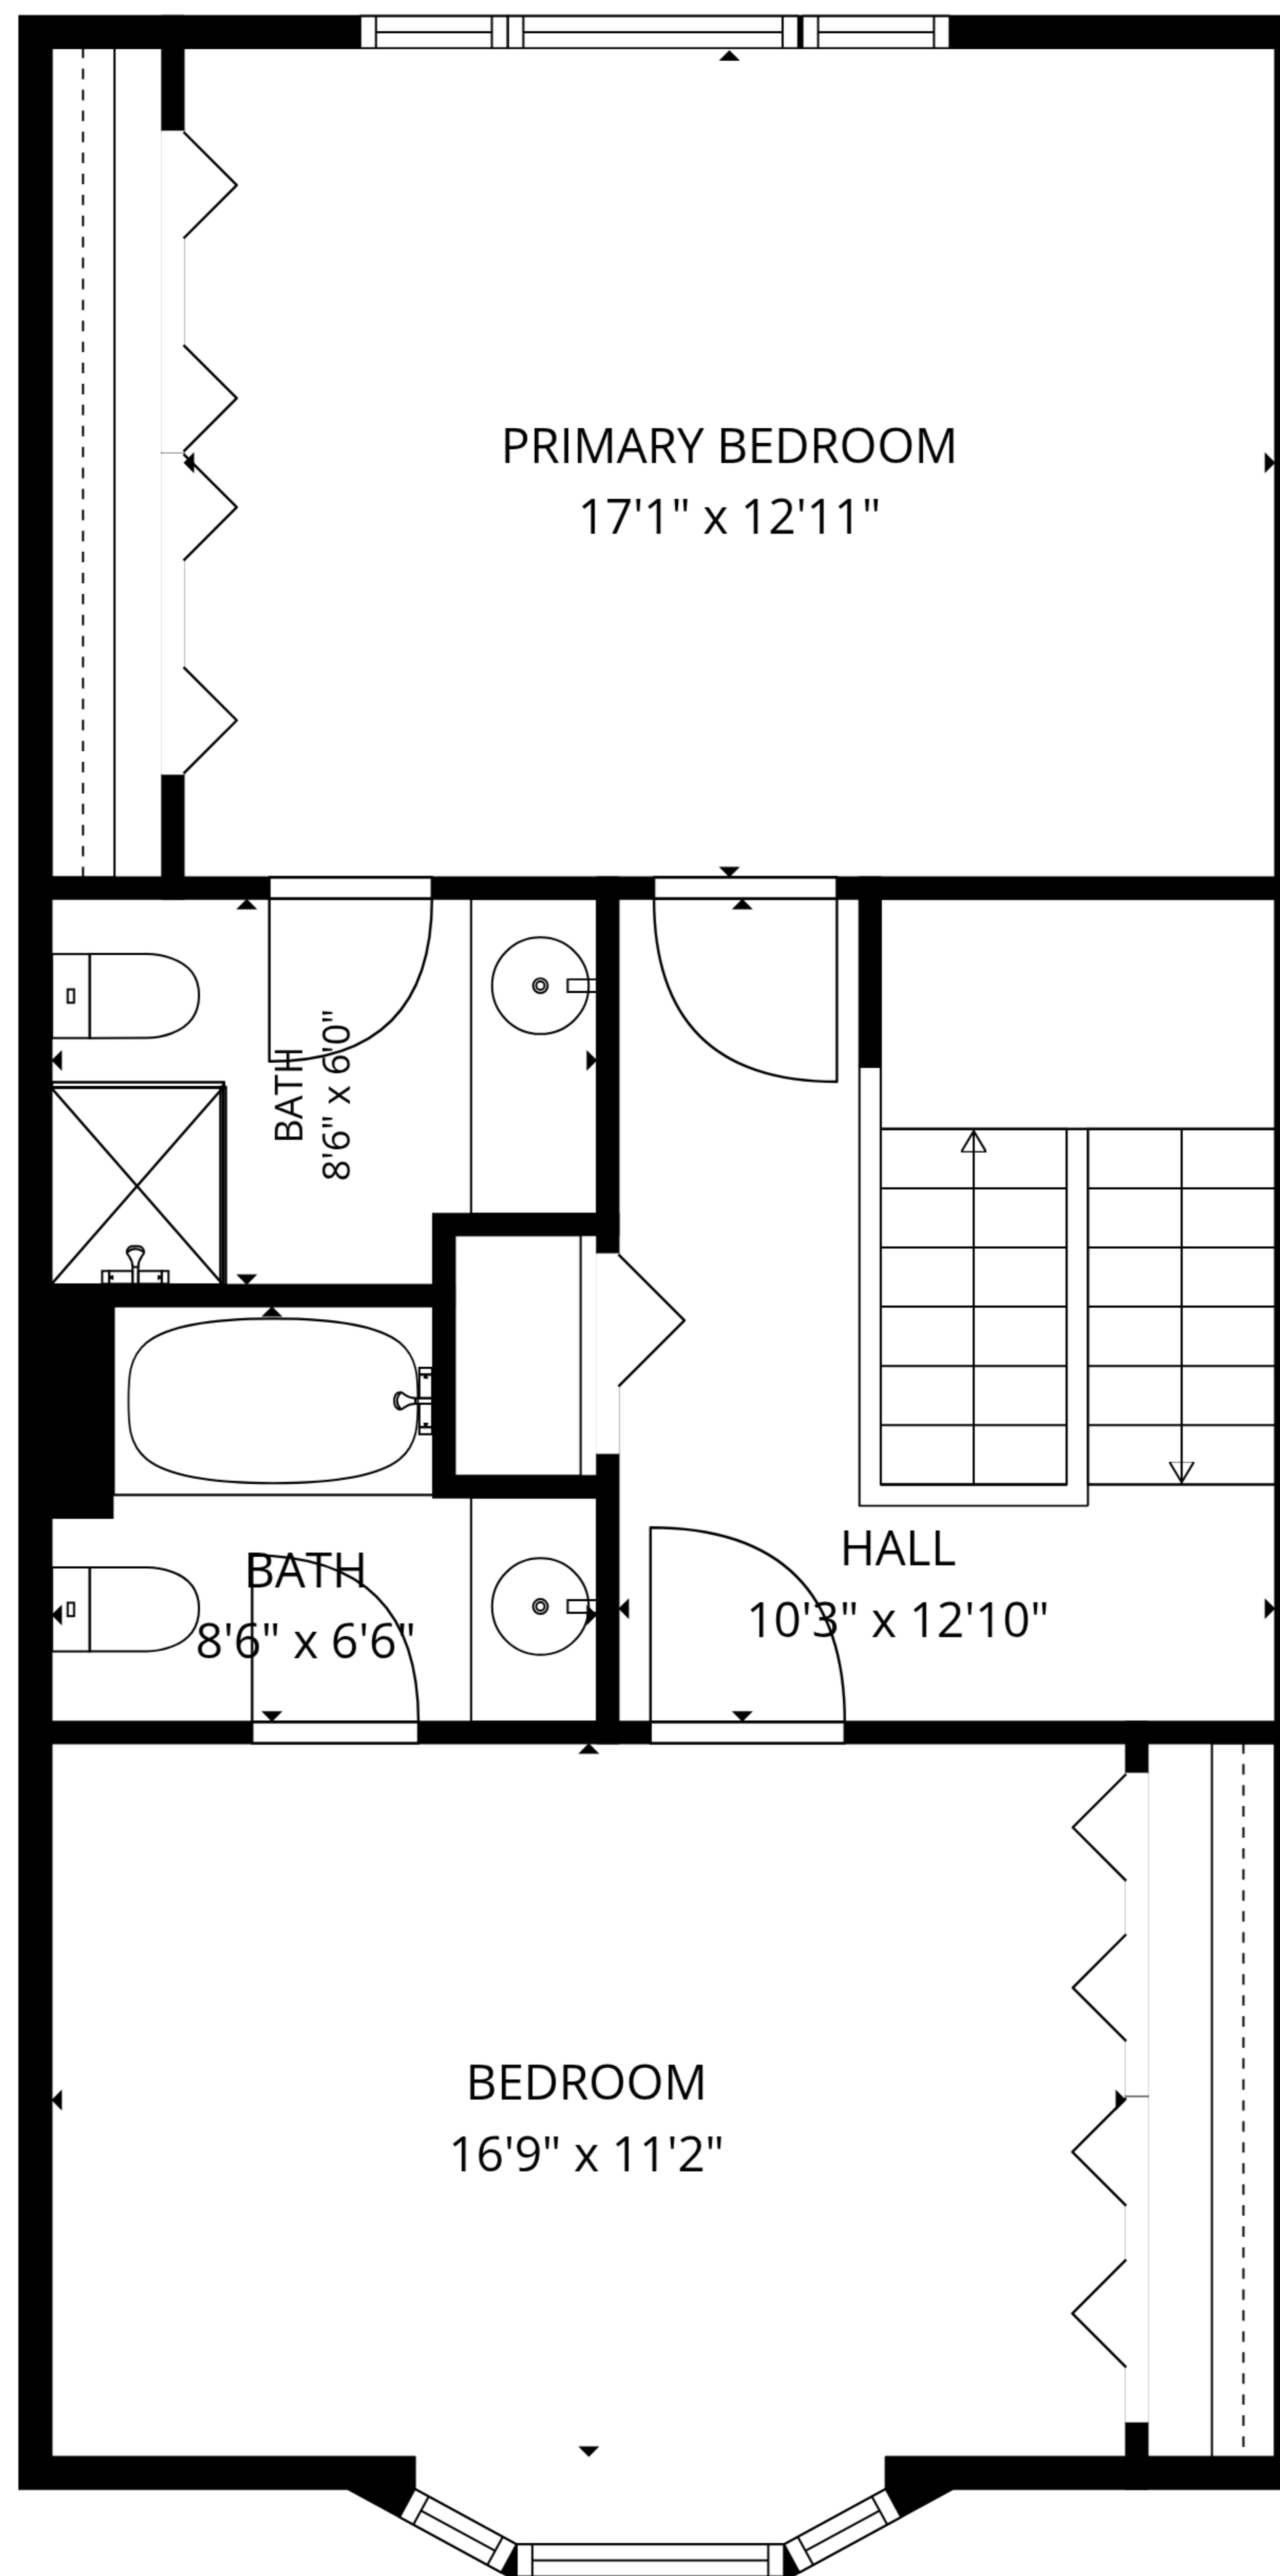 PRIMARY BEDROOM
17'1" x 12'11"
BATH
8'6" x 6'0"
HALL
10'3" x 12'10"
BATH
8'6" x 6'6"
BEDROOM
16'9" x 11'2"